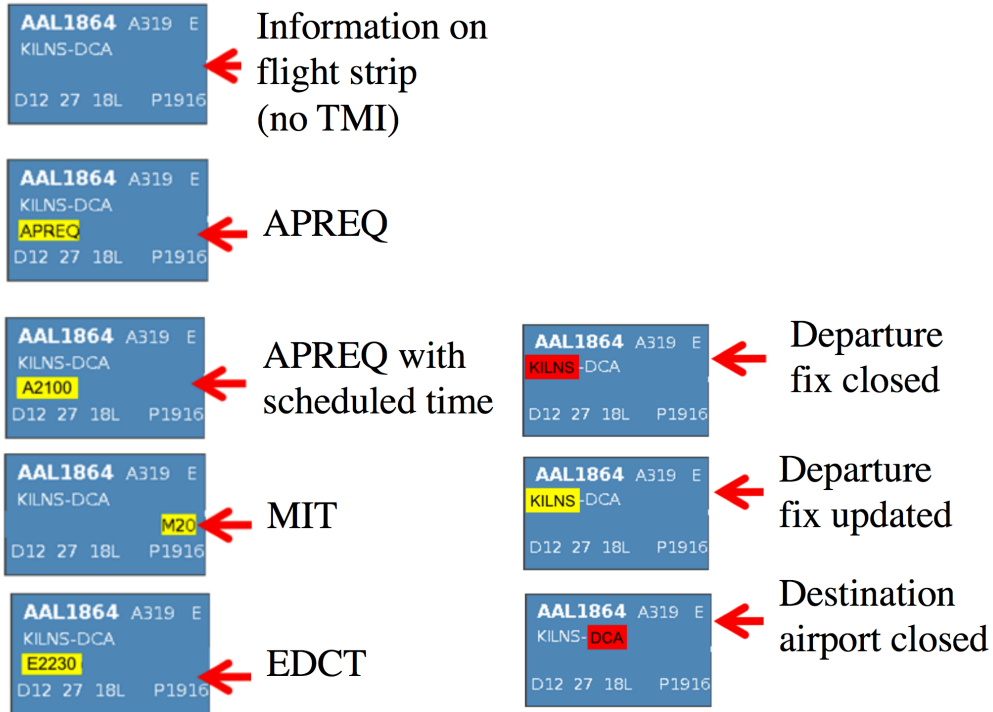 AAL1864 A319 E
KILNS-DCA
D12 27 18L P1916
Information on
flight strip
(no TMI)
AAL1864 A319 E
KILNS-DCA
APREQ
D12 27 18L P1916
APREQ
AAL1864 A319 E
KILNS-DCA
A2100
D12 27 18L P1916
APREQ with
scheduled time
AAL1864 A319 E
KILNS-DCA
M20
D12 27 18L P1916
MIT
AAL1864 A319 E
KILNS-DCA
E2230
D12 27 18L P1916
EDCT
AAL1864 A319 E
KILNS-DCA
D12 27 18L P1916
Departure
fix closed
AAL1864 A319 E
KILNS-DCA
D12 27 18L P1916
Departure
fix updated
AAL1864 A319 E
KILNS-DCA
D12 27 18L P1916
Destination
airport closed